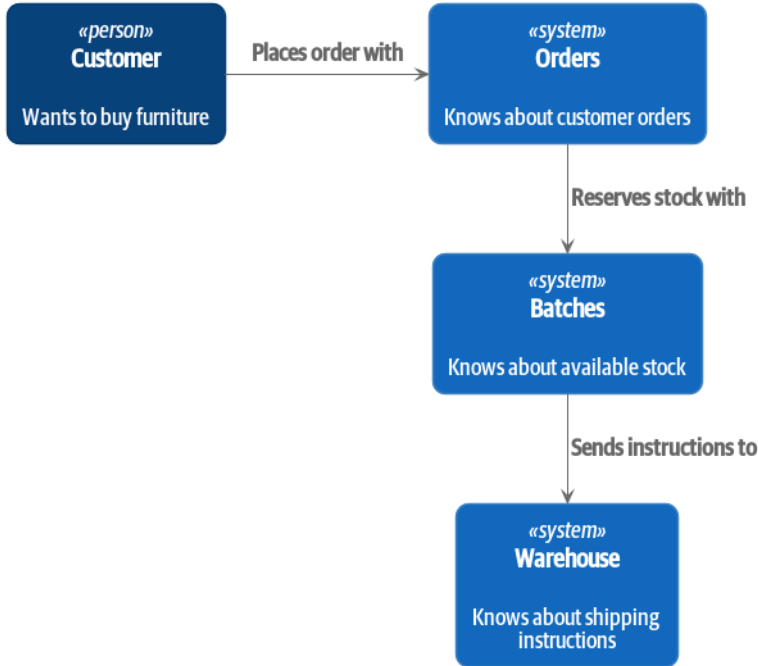 «person»
Customer
Wants to buy furniture
Places order with
«system»
Orders
Knows about customer orders
Reserves stock with
«system»
Batches
Knows about available stock
Sends instructions to
«system»
Warehouse
Knows about shipping
instructions